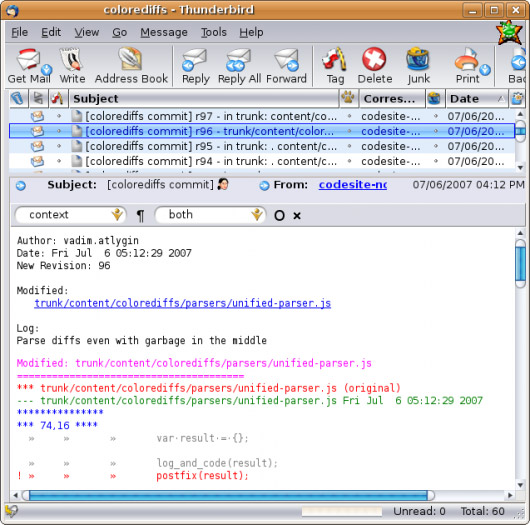 colorediffs - Thunderbird
File Edit View Go Message Tools Help
Get Mail Write Address Book Reply Reply All Forward Tag Delete Junk Print Bac
Subject Corres... Date
[colorediffs commit] r97 - in trunk: content/co... codesite-... 07/06/20...
[colorediffs commit] r96 - trunk/content/color... codesite-... 07/06/20...
[colorediffs commit] r95 - in trunk: . content/c... codesite-... 07/06/20...
[colorediffs commit] r94 - in trunk: . content/c... codesite-... 07/06/20...
Subject: [colorediffs commit] From: codesite-nc 07/06/2007 04:12 PM
context ¶ both O ×
Author: vadim.atlygin
Date: Fri Jul  6 05:12:29 2007
New Revision: 96
Modified:
trunk/content/colorediffs/parsers/unified-parser.js
Log:
Parse diffs even with garbage in the middle
Modified: trunk/content/colorediffs/parsers/unified-parser.js
=======================================
*** trunk/content/colorediffs/parsers/unified-parser.js (original)
--- trunk/content/colorediffs/parsers/unified-parser.js Fri Jul  6 05:12:29 2007
***************
*** 74,16 ****
» » » var·result·=·{};
» » » log_and_code(result);
! » » » postfix(result);
Unread: 0 Total: 60